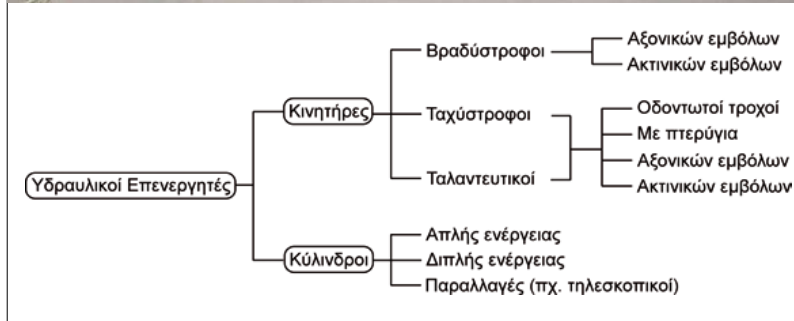 Υδραυλικοί Επενεργητές
Κινητήρες
Βραδύστροφοι
Αξονικών εμβόλων
Ακτινικών εμβόλων
Ταχύστροφοι
Ταλαντευτικοί
Οδοντωτοί τροχοί
Με πτερύγια
Αξονικών εμβόλων
Ακτινικών εμβόλων
Κύλινδροι
Απλής ενέργειας
Διπλής ενέργειας
Παραλλαγές (πχ. τηλεσκοπικοί)